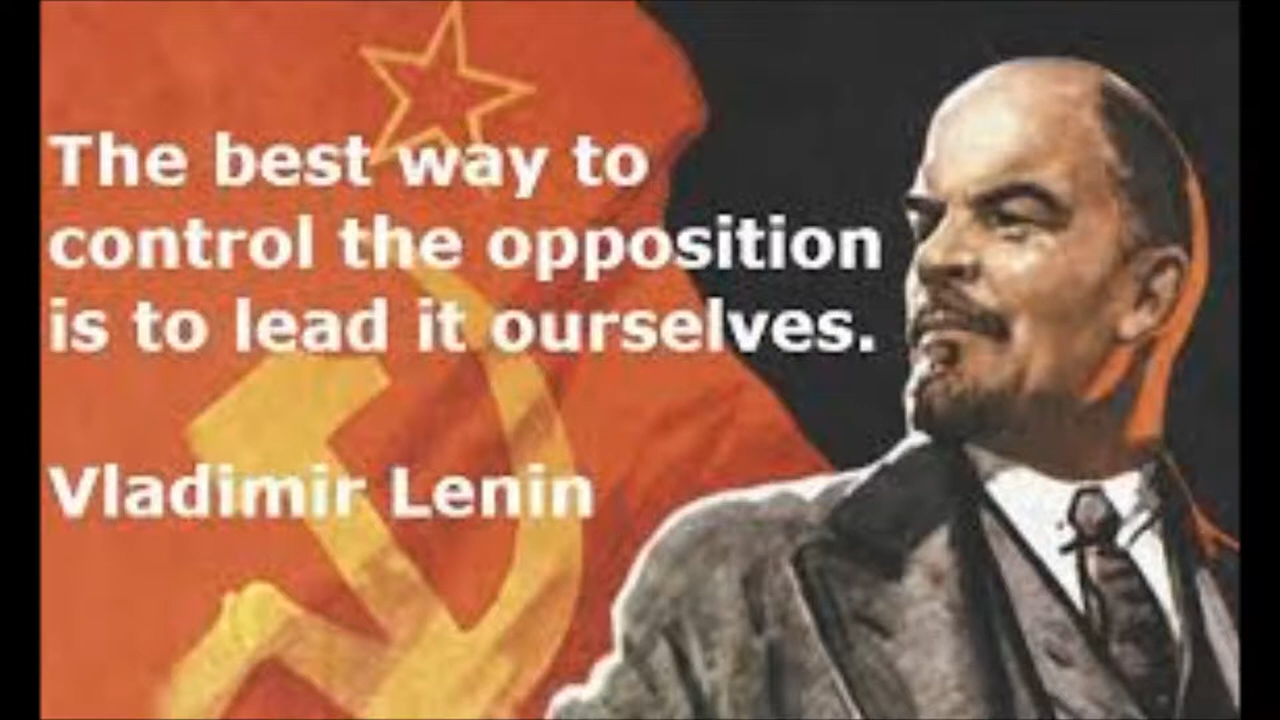 The best way to
control the opposition
is to lead it ourselves.
Vladimir Lenin